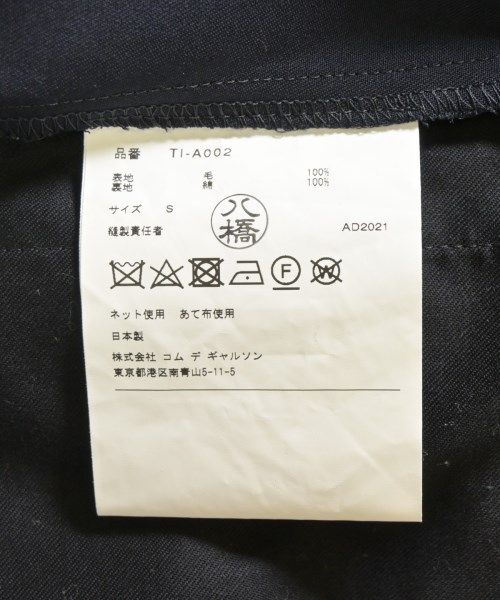 品番 TI-A002
表地 毛 100%
裏地 綿 100%
サイズ S
八橋
縫製責任者 AD2021
F W
ネット使用 あて布使用
日本製
株式会社 コム デ ギャルソン
東京都港区南青山5-11-5